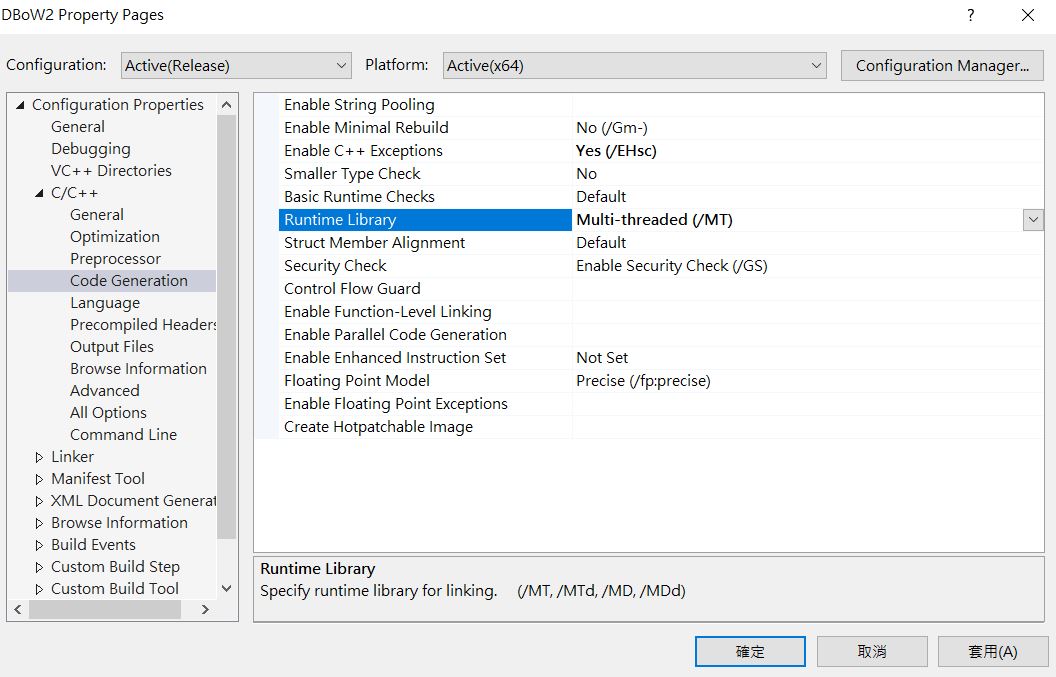 DBoW2 Property Pages
?
Configuration: Active(Release) Platform: Active(x64) Configuration Manager...
Configuration Properties
General
Debugging
VC++ Directories
C/C++
General
Optimization
Preprocessor
Code Generation
Language
Precompiled Headers
Output Files
Browse Information
Advanced
All Options
Command Line
Linker
Manifest Tool
XML Document Generat
Browse Information
Build Events
Custom Build Step
Custom Build Tool
Enable String Pooling
Enable Minimal Rebuild No (/Gm-)
Enable C++ Exceptions Yes (/EHsc)
Smaller Type Check No
Basic Runtime Checks Default
Runtime Library Multi-threaded (/MT)
Struct Member Alignment Default
Security Check Enable Security Check (/GS)
Control Flow Guard
Enable Function-Level Linking
Enable Parallel Code Generation
Enable Enhanced Instruction Set Not Set
Floating Point Model Precise (/fp:precise)
Enable Floating Point Exceptions
Create Hotpatchable Image
Runtime Library
Specify runtime library for linking. (/MT, /MTd, /MD, /MDd)
確定 取消 套用(A)